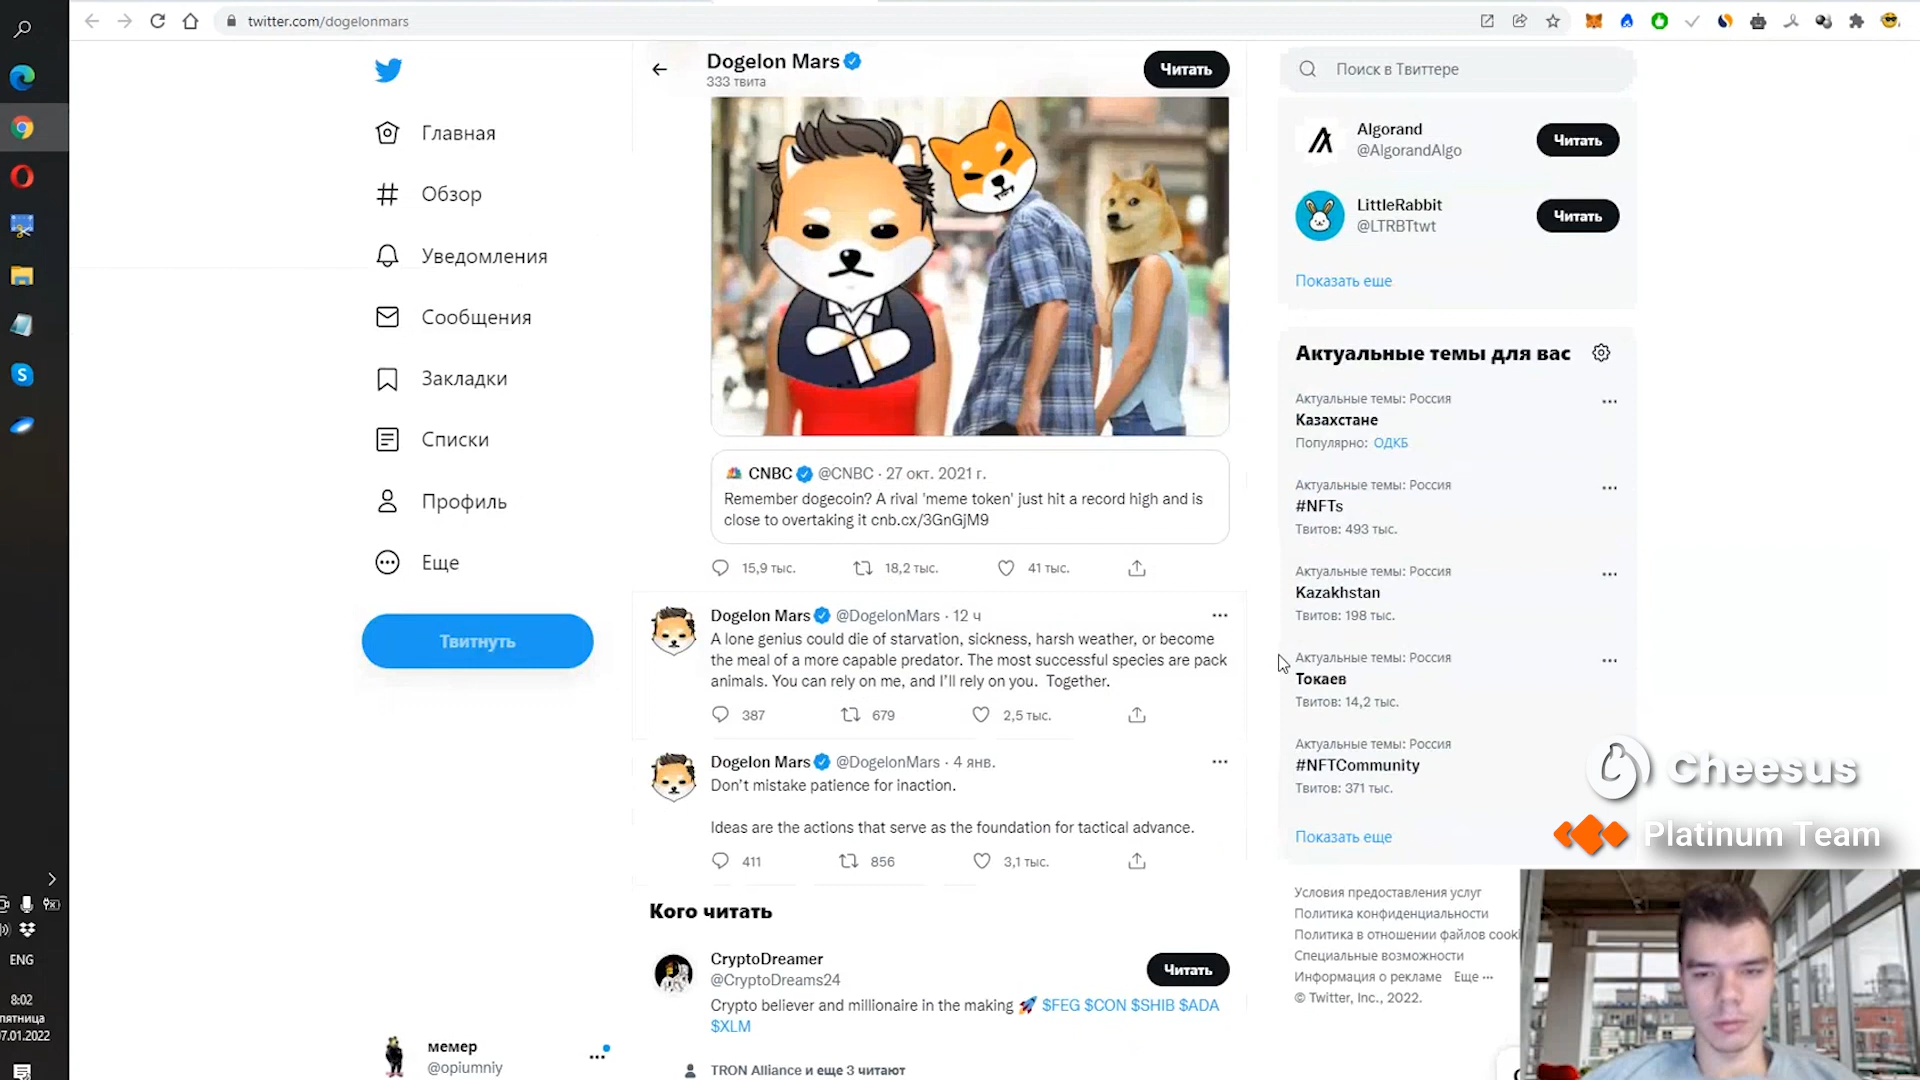 twitter.com/dogelonmars
Главная
Обзор
Уведомления
Сообщения
Закладки
Списки
Профиль
Еще
Твитнуть
мемер
@opiumniy
Dogelon Mars
333 твита
Читать
CNBC @CNBC · 27 окт. 2021 г.
Remember dogecoin? A rival 'meme token' just hit a record high and is
close to overtaking it cnb.cx/3GnGjM9
15,9 тыс. 18,2 тыс. 41 тыс.
Dogelon Mars @DogelonMars · 12 ч
A lone genius could die of starvation, sickness, harsh weather, or become
the meal of a more capable predator. The most successful species are pack
animals. You can rely on me, and I'll rely on you. Together.
387 679 2,5 тыс.
Dogelon Mars @DogelonMars · 4 янв.
Don't mistake patience for inaction.
Ideas are the actions that serve as the foundation for tactical advance.
411 856 3,1 тыс.
Кого читать
CryptoDreamer
@CryptoDreams24
Читать
Crypto believer and millionaire in the making 🚀 $FEG $CON $SHIB $ADA
$XLM
TRON Alliance и еще 3 читают
Поиск в Твиттере
Algorand
@AlgorandAlgo
Читать
LittleRabbit
@LTRBTtwt
Читать
Показать еще
Актуальные темы для вас
Актуальные темы: Россия
Казахстане
Популярно: ОДКБ
Актуальные темы: Россия
#NFTs
Твитов: 493 тыс.
Актуальные темы: Россия
Kazakhstan
Твитов: 198 тыс.
Актуальные темы: Россия
Токаев
Твитов: 14,2 тыс.
Актуальные темы: Россия
#NFTCommunity
Твитов: 371 тыс.
Показать еще
Cheesus
Platinum Team
Условия предоставления услуг
Политика конфиденциальности
Политика в отношении файлов cooki
Специальные возможности
Информация о рекламе Еще ···
© Twitter, Inc., 2022.
ENG
8:02
пятница
07.01.2022